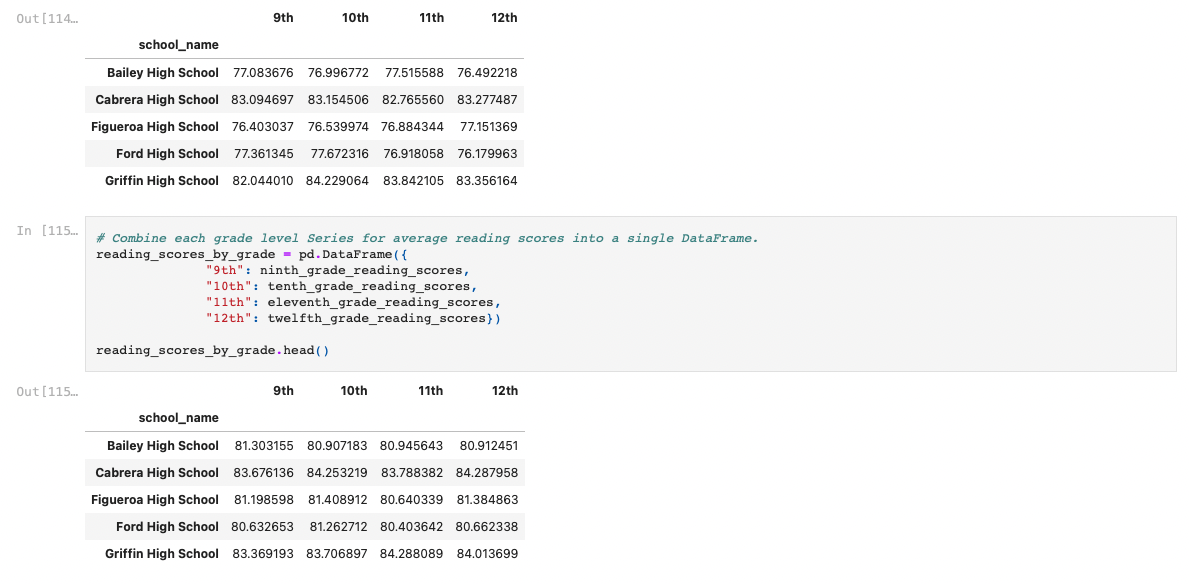 Out[114… 9th 10th 11th 12th
school_name
Bailey High School 77.083676 76.996772 77.515588 76.492218
Cabrera High School 83.094697 83.154506 82.765560 83.277487
Figueroa High School 76.403037 76.539974 76.884344 77.151369
Ford High School 77.361345 77.672316 76.918058 76.179963
Griffin High School 82.044010 84.229064 83.842105 83.356164
In [115… # Combine each grade level Series for average reading scores into a single DataFrame.
reading_scores_by_grade = pd.DataFrame({
"9th": ninth_grade_reading_scores,
"10th": tenth_grade_reading_scores,
"11th": eleventh_grade_reading_scores,
"12th": twelfth_grade_reading_scores})
reading_scores_by_grade.head()
Out[115… 9th 10th 11th 12th
school_name
Bailey High School 81.303155 80.907183 80.945643 80.912451
Cabrera High School 83.676136 84.253219 83.788382 84.287958
Figueroa High School 81.198598 81.408912 80.640339 81.384863
Ford High School 80.632653 81.262712 80.403642 80.662338
Griffin High School 83.369193 83.706897 84.288089 84.013699